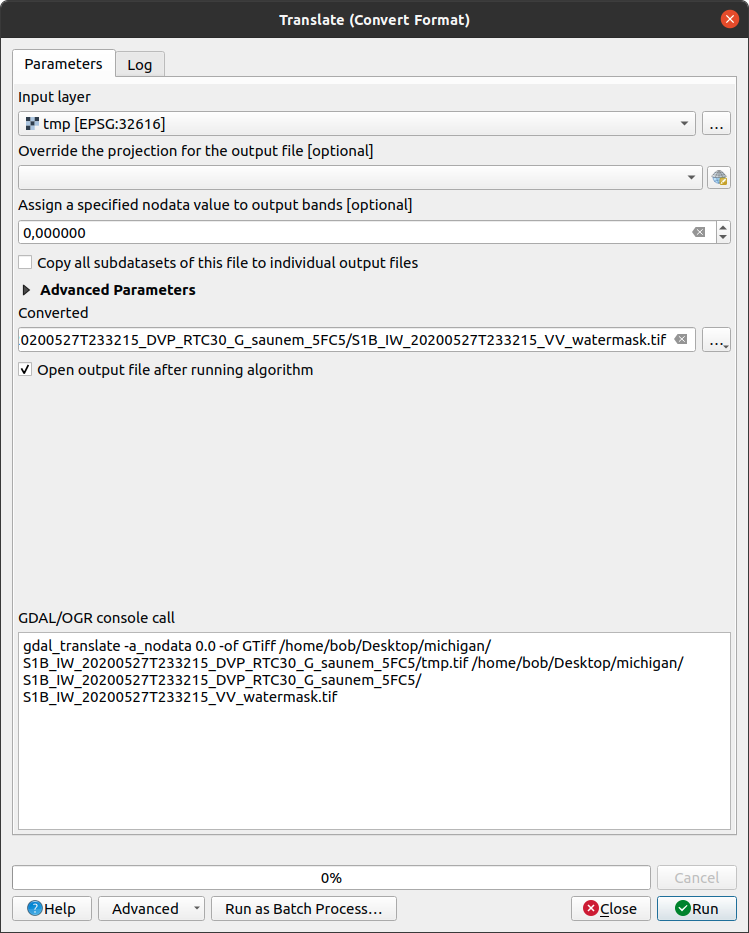 Translate (Convert Format)
Parameters
Log
Input layer
tmp [EPSG:32616]
...
Override the projection for the output file [optional]
Assign a specified nodata value to output bands [optional]
0,000000
Copy all subdatasets of this file to individual output files
Advanced Parameters
Converted
0200527T233215_DVP_RTC30_G_saunem_5FC5/S1B_IW_20200527T233215_VV_watermask.tif
...
Open output file after running algorithm
GDAL/OGR console call
gdal_translate -a_nodata 0.0 -of GTiff /home/bob/Desktop/michigan/
S1B_IW_20200527T233215_DVP_RTC30_G_saunem_5FC5/tmp.tif /home/bob/Desktop/michigan/
S1B_IW_20200527T233215_DVP_RTC30_G_saunem_5FC5/
S1B_IW_20200527T233215_VV_watermask.tif
0%
Cancel
Help
Advanced
Run as Batch Process...
Close
Run